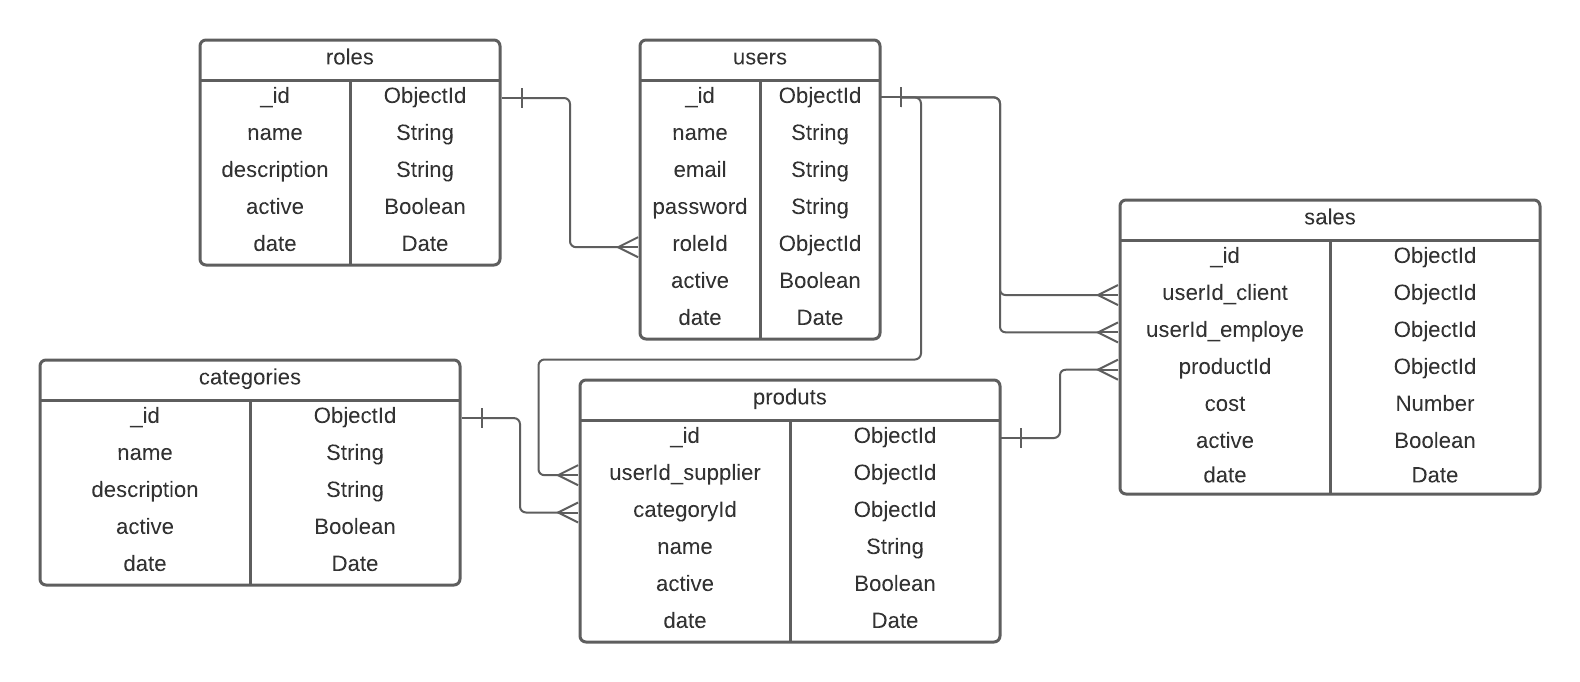 roles
_id ObjectId
name String
description String
active Boolean
date Date
users
_id ObjectId
name String
email String
password String
roleId ObjectId
active Boolean
date Date
sales
_id ObjectId
userId_client ObjectId
userId_employe ObjectId
productId ObjectId
cost Number
active Boolean
date Date
categories
_id ObjectId
name String
description String
active Boolean
date Date
produts
_id ObjectId
userId_supplier ObjectId
categoryId ObjectId
name String
active Boolean
date Date